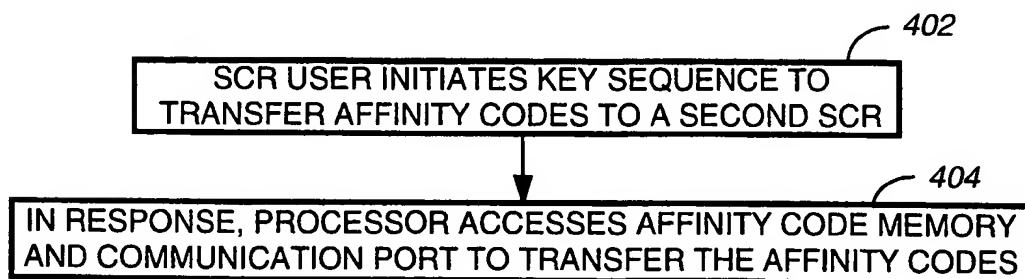 402
SCR USER INITIATES KEY SEQUENCE TO
TRANSFER AFFINITY CODES TO A SECOND SCR
404
IN RESPONSE, PROCESSOR ACCESSES AFFINITY CODE MEMORY
AND COMMUNICATION PORT TO TRANSFER THE AFFINITY CODES